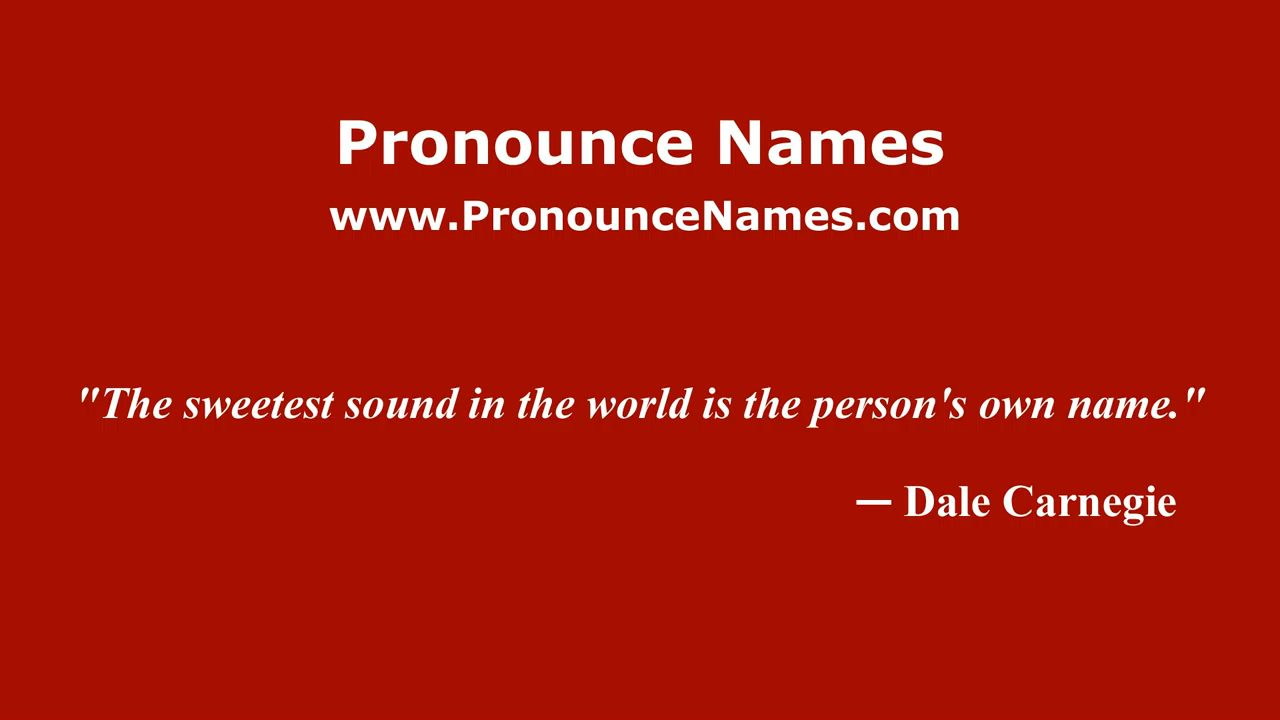 Pronounce Names
www.PronounceNames.com
"The sweetest sound in the world is the person's own name."
— Dale Carnegie